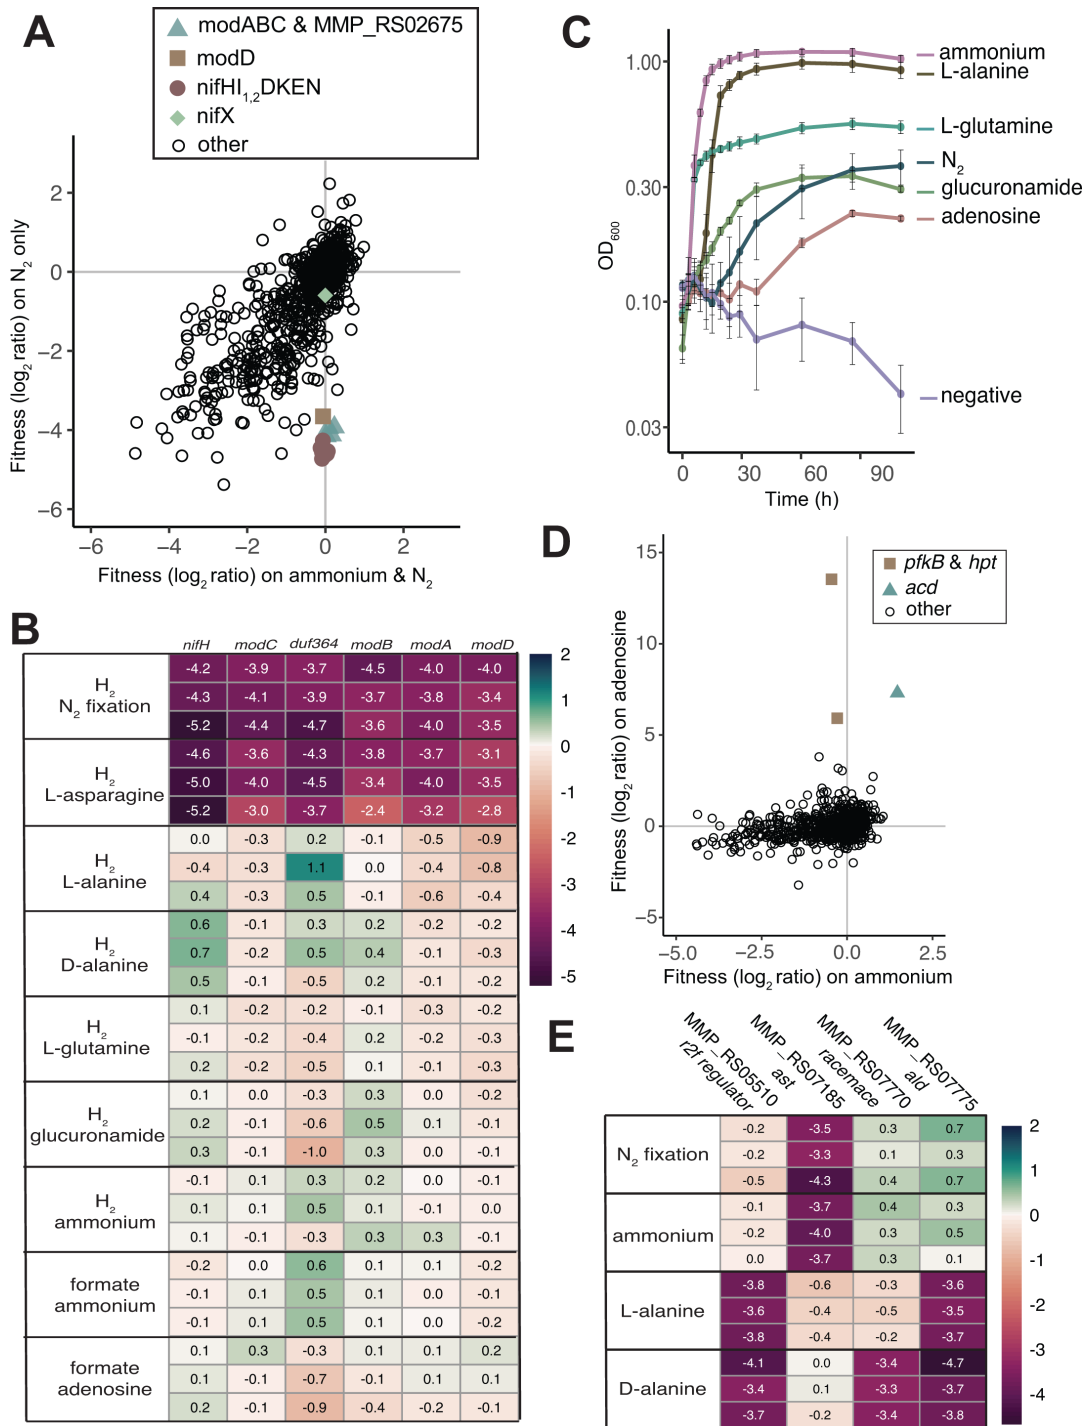 A
modABC & MMP_RS02675
modD
nifHI1,2DKEN
nifX
other
Fitness (log2 ratio) on N2 only
2
0
−2
−4
−6
−6 −4 −2 0 2
Fitness (log2 ratio) on ammonium & N2
C
OD600
1.00
0.30
0.10
0.03
ammonium
L-alanine
L-glutamine
N2
glucuronamide
adenosine
negative
0 30 60 90
Time (h)
B
nifH modC duf364 modB modA modD
H2
N2 fixation
-4.2 -3.9 -3.7 -4.5 -4.0 -4.0
-4.3 -4.1 -3.9 -3.7 -3.8 -3.4
-5.2 -4.4 -4.7 -3.6 -4.0 -3.5
H2
L-asparagine
-4.6 -3.6 -4.3 -3.8 -3.7 -3.1
-5.0 -4.0 -4.5 -3.4 -4.0 -3.5
-5.2 -3.0 -3.7 -2.4 -3.2 -2.8
H2
L-alanine
0.0 -0.3 0.2 -0.1 -0.5 -0.9
-0.4 -0.3 1.1 0.0 -0.4 -0.8
0.4 -0.3 0.5 -0.1 -0.6 -0.4
H2
D-alanine
0.6 -0.1 0.3 0.2 -0.2 -0.2
0.7 -0.2 0.5 0.4 -0.1 -0.3
0.5 -0.1 -0.5 0.2 -0.1 -0.2
H2
L-glutamine
0.1 -0.2 -0.2 -0.1 -0.3 -0.2
-0.1 -0.2 -0.4 0.2 -0.2 -0.3
0.2 -0.2 -0.5 0.1 -0.1 -0.3
H2
glucuronamide
0.1 0.0 -0.3 0.3 0.0 -0.2
0.2 -0.1 -0.6 0.5 0.1 -0.1
0.3 -0.1 -1.0 0.3 0.0 -0.1
H2
ammonium
-0.1 0.1 0.3 0.2 0.0 -0.1
0.1 0.1 0.5 0.1 -0.1 0.0
0.1 -0.1 -0.3 0.3 0.3 -0.1
formate
ammonium
-0.2 0.0 0.6 0.1 0.1 -0.2
-0.1 0.1 0.5 0.1 0.0 -0.1
-0.1 0.1 0.5 0.1 0.0 -0.2
formate
adenosine
0.1 0.3 -0.3 0.1 0.1 0.2
0.1 -0.1 -0.7 -0.1 0.1 0.1
0.2 -0.1 -0.9 -0.4 -0.2 -0.1
2
1
0
-1
-2
-3
-4
-5
D
pfkB & hpt
acd
other
Fitness (log2 ratio) on adenosine
15
10
5
0
−5
−5.0 −2.5 0.0 2.5
Fitness (log2 ratio) on ammonium
E
MMP_RS05510
r2f regulator
MMP_RS07185
ast
MMP_RS07770
racemace
MMP_RS07775
ald
N2 fixation
-0.2 -3.5 0.3 0.7
-0.2 -3.3 0.1 0.3
-0.5 -4.3 0.4 0.7
ammonium
-0.1 -3.7 0.4 0.3
-0.2 -4.0 0.3 0.5
0.0 -3.7 0.3 0.1
L-alanine
-3.8 -0.6 -0.3 -3.6
-3.6 -0.4 -0.5 -3.5
-3.8 -0.4 -0.2 -3.7
D-alanine
-4.1 0.0 -3.4 -4.7
-3.4 0.1 -3.3 -3.7
-3.7 -0.2 -3.4 -3.8
2
1
0
-1
-2
-3
-4